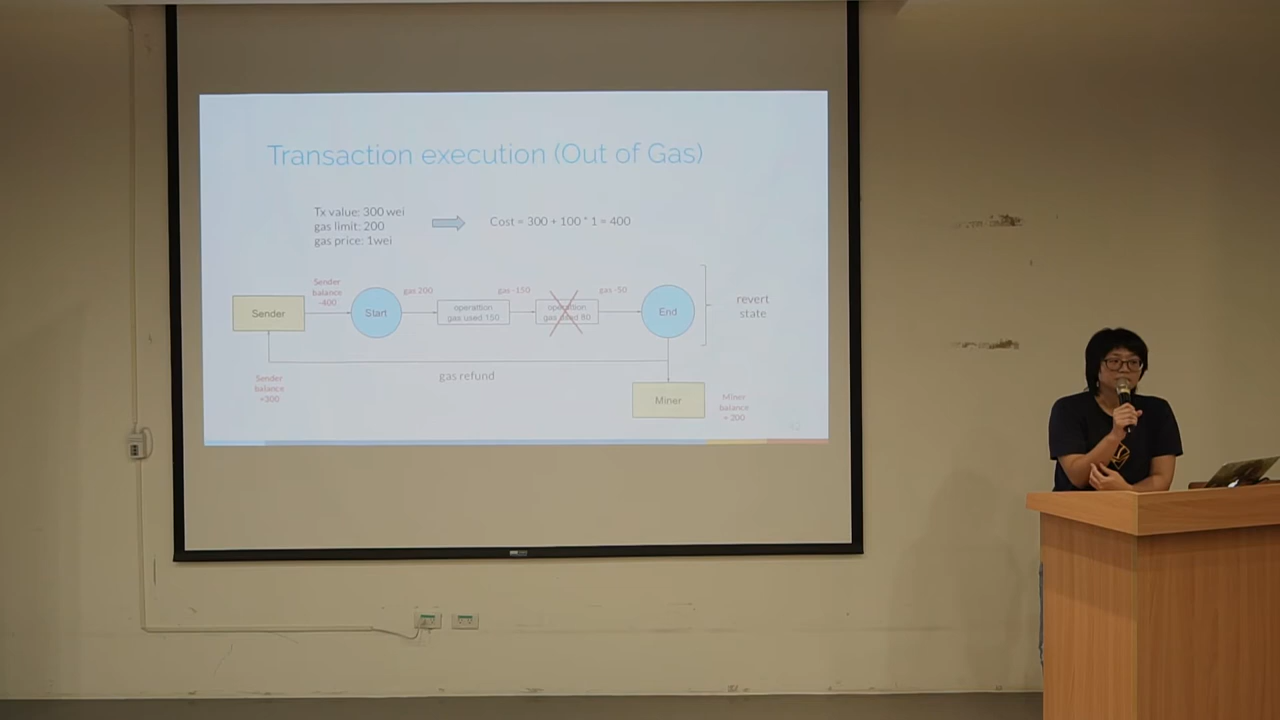 Transaction execution (Out of Gas)
Tx value: 300 wei
gas limit: 200
gas price: 1wei
Cost = 300 + 100 * 1 = 400
Sender
balance
-400
gas 200
gas -150
gas -50
Sender
Start
operation
gas used 150
operation
gas used 80
End
revert
state
gas refund
Sender
balance
+300
Miner
Miner
balance
+ 200